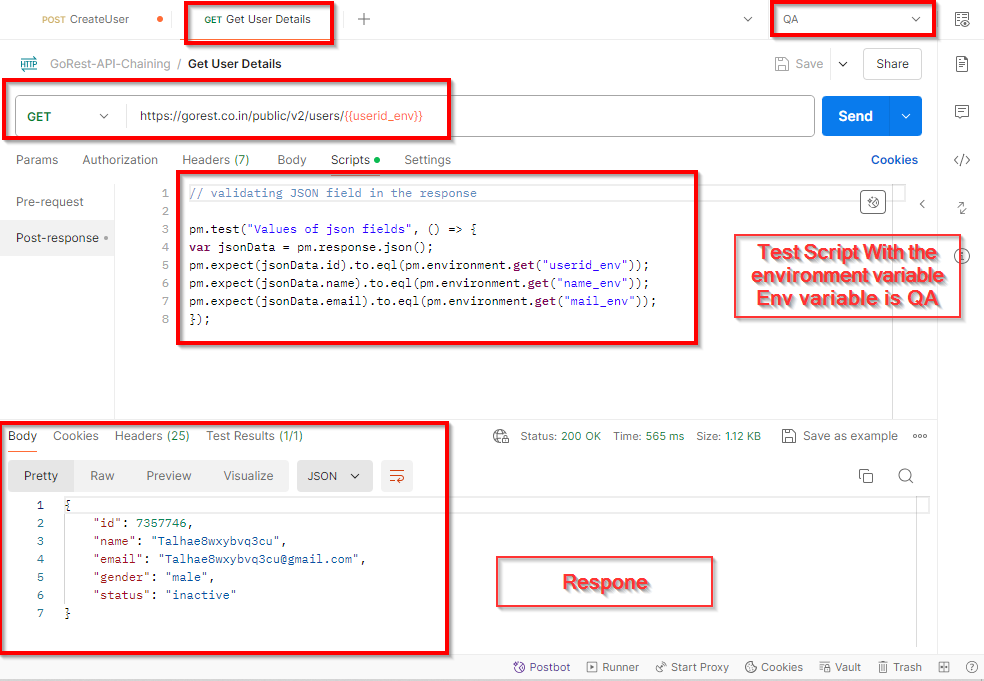 POST CreateUser
GET Get User Details
QA
HTTP GoRest-API-Chaining / Get User Details
Save
Share
GET
https://gorest.co.in/public/v2/users/{{userid_env}}
Send
Params Authorization Headers (7) Body Scripts Settings
Cookies
Pre-request
Post-response
1 // validating JSON field in the response
2
3 pm.test("Values of json fields", () => {
4 var jsonData = pm.response.json();
5 pm.expect(jsonData.id).to.eql(pm.environment.get("userid_env"));
6 pm.expect(jsonData.name).to.eql(pm.environment.get("name_env"));
7 pm.expect(jsonData.email).to.eql(pm.environment.get("mail_env"));
8 });
Test Script With the
environment variable
Env variable is QA
Body Cookies Headers (25) Test Results (1/1)
Status: 200 OK Time: 565 ms Size: 1.12 KB Save as example
Pretty Raw Preview Visualize JSON
1 {
2 "id": 7357746,
3 "name": "Talhae8wxybvq3cu",
4 "email": "Talhae8wxybvq3cu@gmail.com",
5 "gender": "male",
6 "status": "inactive"
7 }
Respone
Postbot Runner Start Proxy Cookies Vault Trash